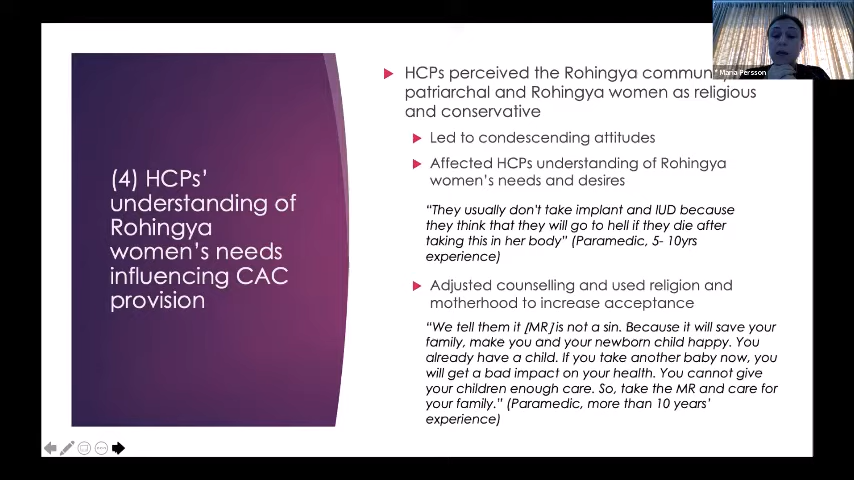 (4) HCPs'
understanding of
Rohingya
women's needs
influencing CAC
provision
HCPs perceived the Rohingya
patriarchal and Rohingya women as religious
and conservative
Led to condescending attitudes
Affected HCPs understanding of Rohingya
women's needs and desires
"They usually don't take implant and IUD because
they think that they will go to hell if they die after
taking this in her body" (Paramedic, 5- 10yrs
experience)
Adjusted counselling and used religion and
motherhood to increase acceptance
"We tell them it [MR]is not a sin. Because it will save your
family, make you and your newborn child happy. You
already have a child. If you take another baby now, you
will get a bad impact on your health. You cannot give
your children enough care. So, take the MR and care for
your family." (Paramedic, more than 10 years'
experience)
Maria Persson